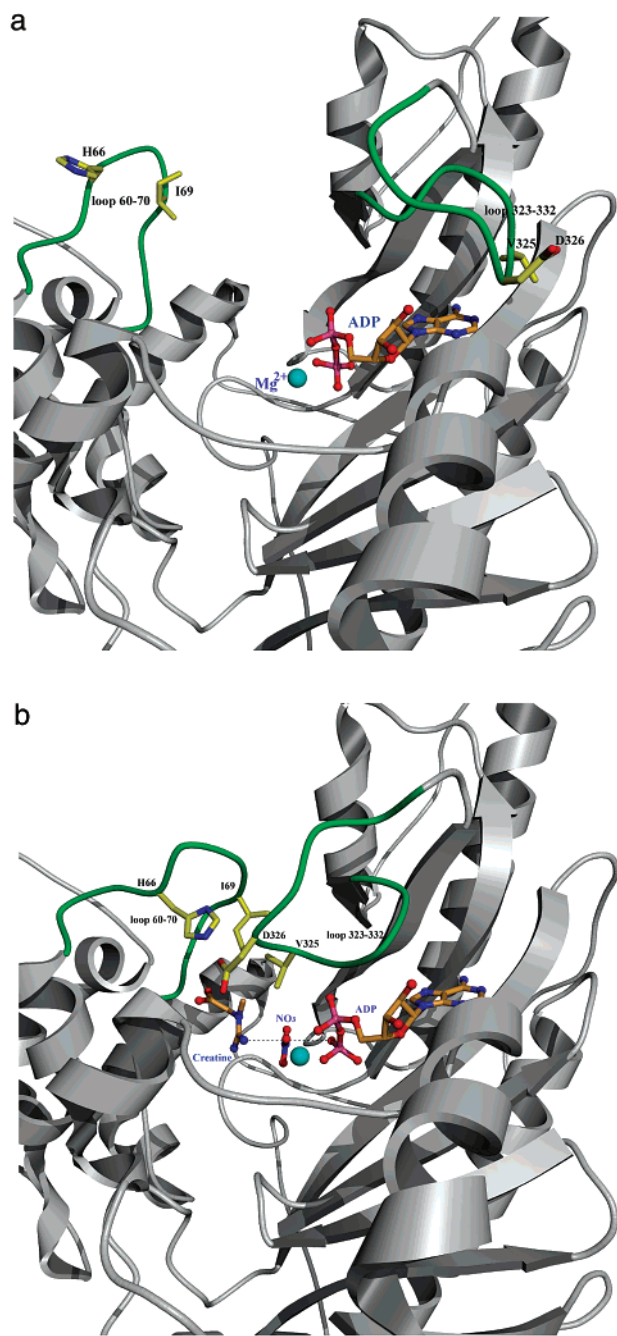 a
H66
loop 60-70
I69
loop 323-332
V325
D326
ADP
Mg2+
b
H66
I69
loop 60-70
D326
loop 323-332
V325
NO3
ADP
Creatine